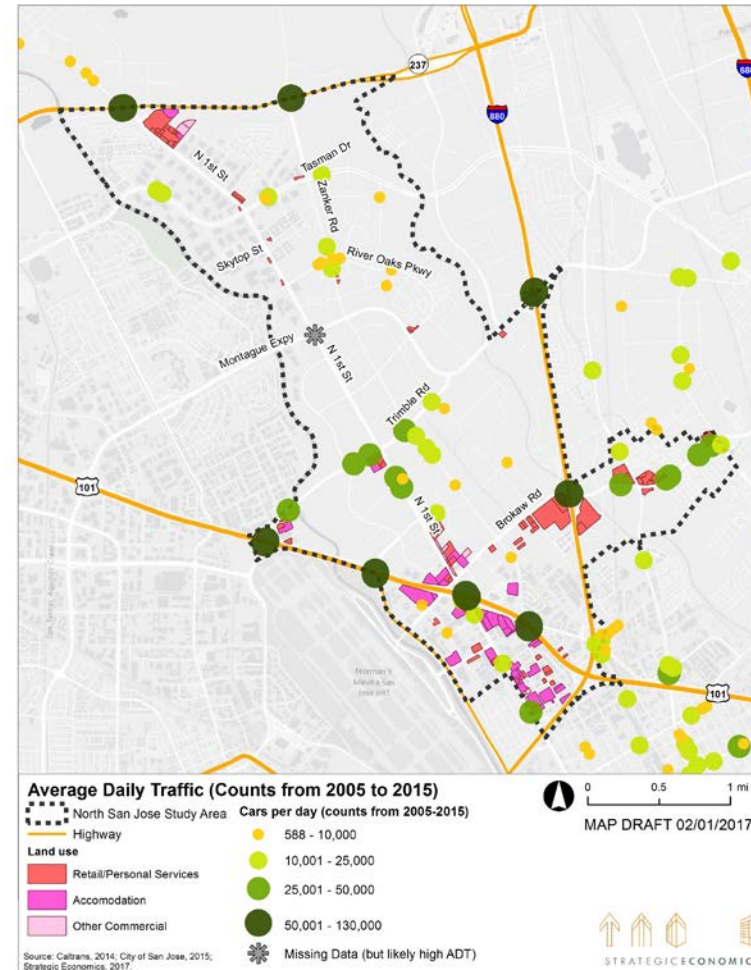 237
880
680
Tasman Dr
N 1st St
Zanker Rd
Skytop St
River Oaks Pkwy
Montague Expy
N 1st St
Trimble Rd
101
N 1st St
Brokaw Rd
Norman Y
Mineta San
101
Average Daily Traffic (Counts from 2005 to 2015)
North San Jose Study Area
Highway
Land use
Retail/Personal Services
Accomodation
Other Commercial
Source: Caltrans, 2014; City of San Jose, 2015;
Strategic Economics, 2017.
Cars per day (counts from 2005-2015)
588 - 10,000
10,001 - 25,000
25,001 - 50,000
50,001 - 130,000
Missing Data (but likely high ADT)
0 0.5 1 mi
MAP DRAFT 02/01/2017
STRATEGICECONOMIC